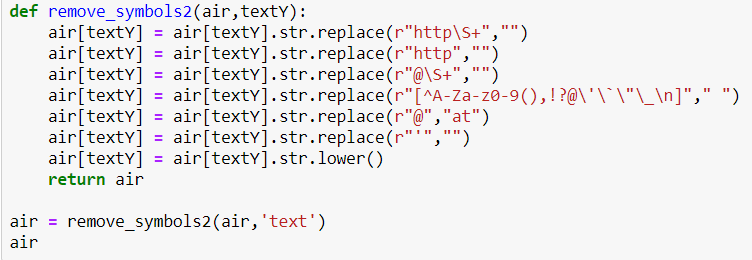 def remove_symbols2(air,textY):
    air[textY] = air[textY].str.replace(r"http\S+","")
    air[textY] = air[textY].str.replace(r"http","")
    air[textY] = air[textY].str.replace(r"@\S+","")
    air[textY] = air[textY].str.replace(r"[^A-Za-z0-9(),!?@\'\`\"\_\n]"," ")
    air[textY] = air[textY].str.replace(r"@","at")
    air[textY] = air[textY].str.replace(r"'","")
    air[textY] = air[textY].str.lower()
    return air

air = remove_symbols2(air,'text')
air